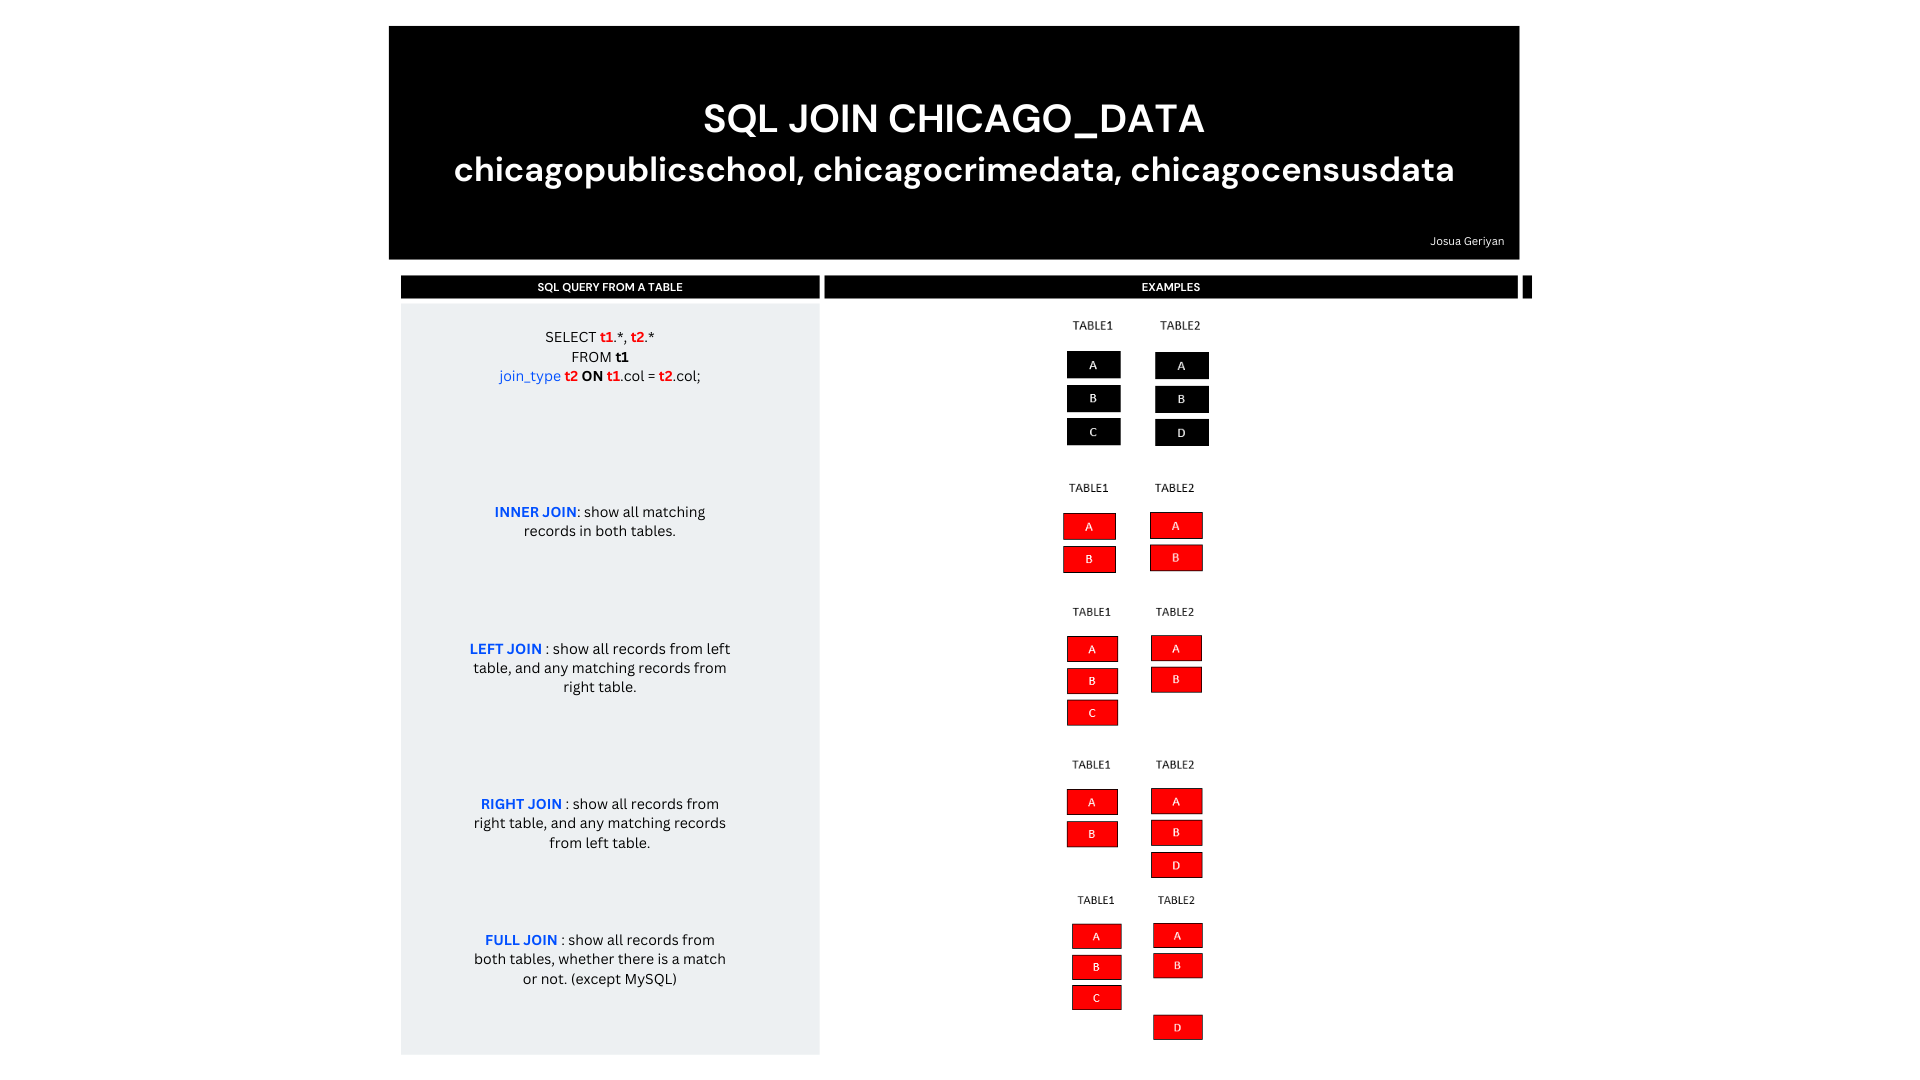 SQL JOIN CHICAGO_DATA
chicagopublicschool, chicagocrimedata, chicagocensusdata
Josua Geriyan
SQL QUERY FROM A TABLE
EXAMPLES
SELECT t1.*, t2.*
FROM t1
join_type t2 ON t1.col = t2.col;
TABLE1 TABLE2
A A
B B
C D
INNER JOIN: show all matching
records in both tables.
TABLE1 TABLE2
A A
B B
LEFT JOIN : show all records from left
table, and any matching records from
right table.
TABLE1 TABLE2
A A
B B
C
RIGHT JOIN : show all records from
right table, and any matching records
from left table.
TABLE1 TABLE2
A A
B B
D
FULL JOIN : show all records from
both tables, whether there is a match
or not. (except MySQL)
TABLE1 TABLE2
A A
B B
C
D